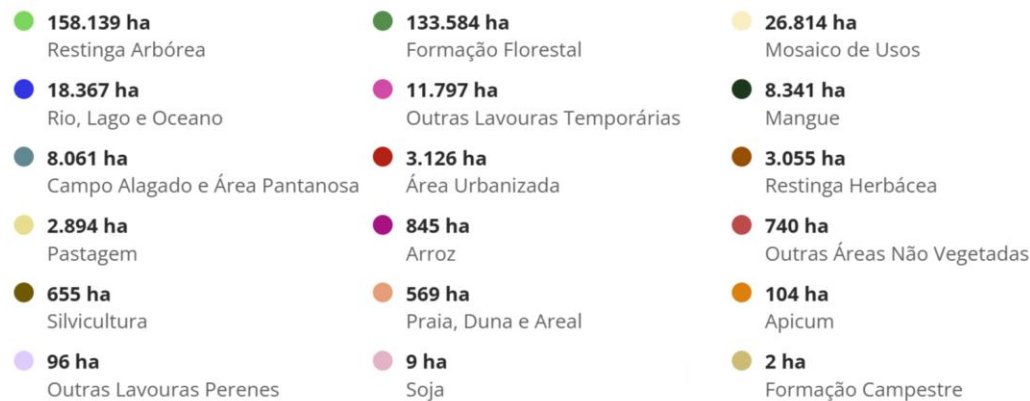 158.139 ha
Restinga Arbórea
133.584 ha
Formação Florestal
26.814 ha
Mosaico de Usos
18.367 ha
Rio, Lago e Oceano
11.797 ha
Outras Lavouras Temporárias
8.341 ha
Mangue
8.061 ha
Campo Alagado e Área Pantanosa
3.126 ha
Área Urbanizada
3.055 ha
Restinga Herbácea
2.894 ha
Pastagem
845 ha
Arroz
740 ha
Outras Áreas Não Vegetadas
655 ha
Silvicultura
569 ha
Praia, Duna e Areal
104 ha
Apicum
96 ha
Outras Lavouras Perenes
9 ha
Soja
2 ha
Formação Campestre